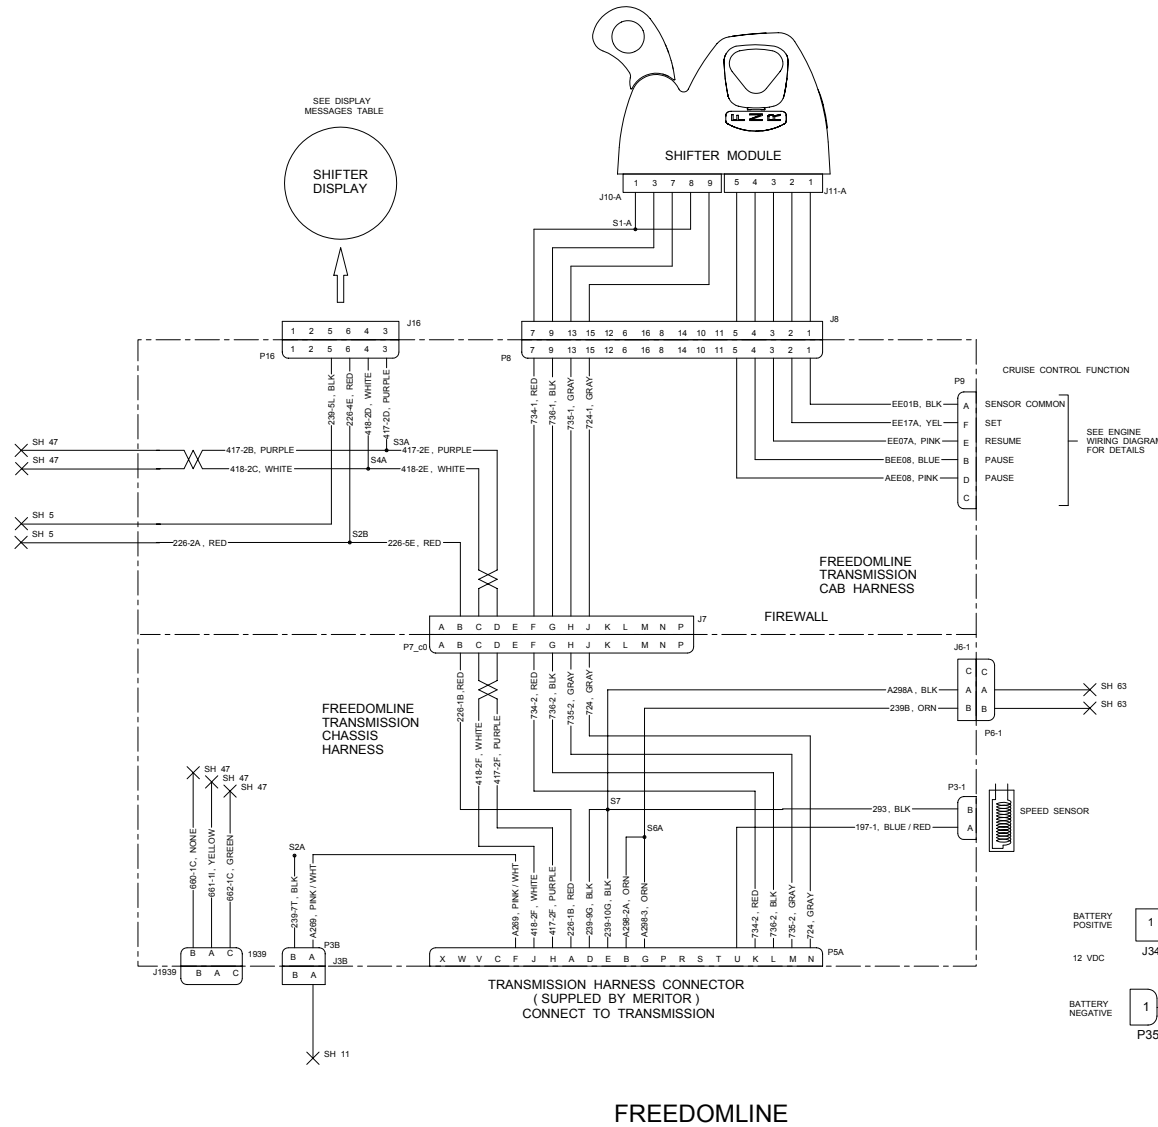 SEE DISPLAY
MESSAGES TABLE
SHIFTER
DISPLAY
F N R
SHIFTER MODULE
1 3 7 8 9 5 4 3 2 1
J10-A J11-A
S1-A
J16 J8
1 2 5 6 4 3
7 9 13 15 12 6 16 8 14 10 11 5 4 3 2 1
1 2 5 6 4 3
7 9 13 15 12 6 16 8 14 10 11 5 4 3 2 1
P16 P8
239-5L, BLK
226-4E, RED
418-2D, WHITE
417-2D, PURPLE
734-1, RED
736-1, BLK
735-1, GRAY
724-1, GRAY
CRUISE CONTROL FUNCTION
P9
EE01B, BLK A SENSOR COMMON
EE17A, YEL F SET
EE07A, PINK E RESUME
BEE08, BLUE B PAUSE
AEE08, PINK D PAUSE
C
SEE ENGINE
WIRING DIAGRAM
FOR DETAILS
SH 47
SH 47
417-2B, PURPLE S3A 417-2E, PURPLE
418-2C, WHITE S4A 418-2E, WHITE
SH 5
SH 5
226-2A, RED S2B 226-5E, RED
FREEDOMLINE
TRANSMISSION
CAB HARNESS
FIREWALL
J7
A B C D E F G H J K L M N P
A B C D E F G H J K L M N P
P7_c0
226-1B,RED
418-2F, WHITE
417-2F, PURPLE
734-2, RED
736-2, BLK
735-2, GRAY
724, GRAY
J6-1
C C
A298A, BLK A A SH 63
239B, ORN B B SH 63
P6-1
FREEDOMLINE
TRANSMISSION
CHASSIS
HARNESS
SH 47
SH 47
SH 47
P3-1
S7 293, BLK B SPEED SENSOR
S6A 197-1, BLUE / RED A
S2A
660-1C, NONE
661-1I, YELLOW
662-1C, GREEN
239-7T, BLK
A269, PINK / WHT
A269, PINK / WHT
418-2F, WHITE
417-2F, PURPLE
226-1B, RED
239-9G, BLK
239-10G, BLK
A298-2A, ORN
A298-3, ORN
734-2, RED
736-2, BLK
735-2, GRAY
724, GRAY
B A C 1939
J1939 B A C
P3B
B A J3B
B A
X W V C F J H A D E B G P R S T U K L M N P5A
TRANSMISSION HARNESS CONNECTOR
( SUPPLED BY MERITOR )
CONNECT TO TRANSMISSION
SH 11
BATTERY
POSITIVE
1
J34
12 VDC
BATTERY
NEGATIVE
1
P35
FREEDOMLINE